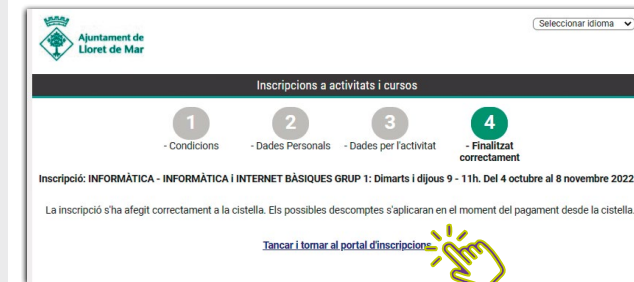 Seleccionar idioma
Ajuntament de
Lloret de Mar
Inscripcions a activitats i cursos
1 2 3 4
- Condicions - Dades Personals - Dades per l'activitat - Finalitzat
correctament
Inscripció: INFORMÀTICA - INFORMÀTICA i INTERNET BÀSIQUES GRUP 1: Dimarts i dijous 9 - 11h. Del 4 octubre al 8 novembre 2022
La inscripció s'ha afegit correctament a la cistella. Els possibles descomptes s'aplicaran en el moment del pagament desde la cistella.
Tancar i tornar al portal d'inscripcions